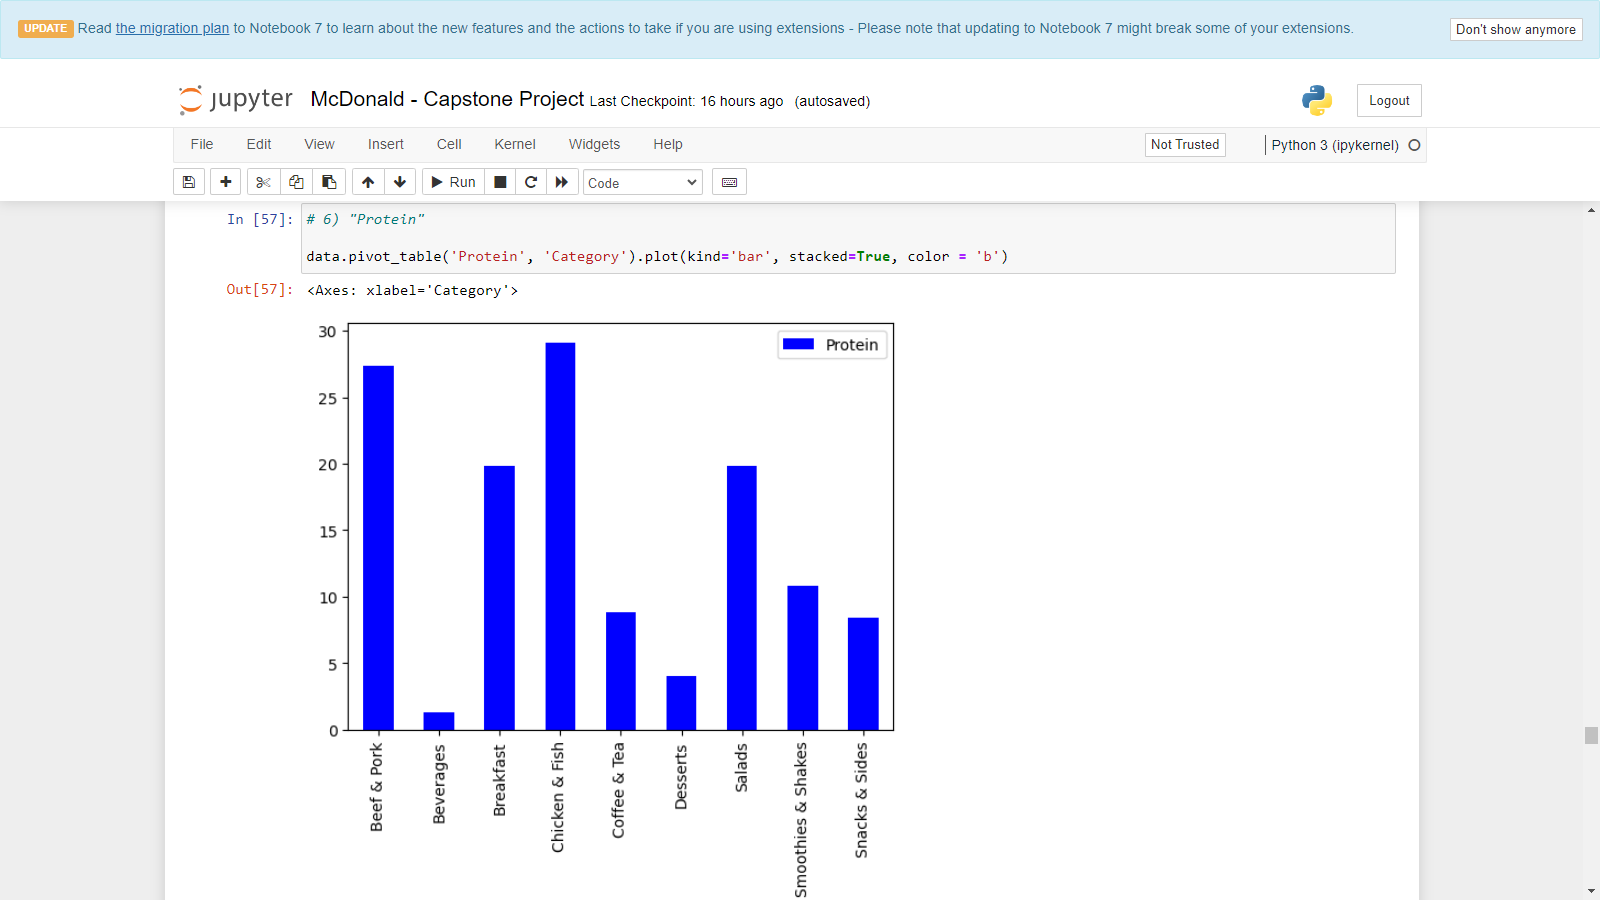 UPDATE Read the migration plan to Notebook 7 to learn about the new features and the actions to take if you are using extensions - Please note that updating to Notebook 7 might break some of your extensions.
Don't show anymore
jupyter McDonald - Capstone Project Last Checkpoint: 16 hours ago (autosaved)
Logout
File Edit View Insert Cell Kernel Widgets Help
Not Trusted
Python 3 (ipykernel)
Run
Code
In [57]: # 6) "Protein"
data.pivot_table('Protein', 'Category').plot(kind='bar', stacked=True, color = 'b')
Out[57]: <Axes: xlabel='Category'>
Protein
30
25
20
15
10
5
0
Beef & Pork
Beverages
Breakfast
Chicken & Fish
Coffee & Tea
Desserts
Salads
Smoothies & Shakes
Snacks & Sides